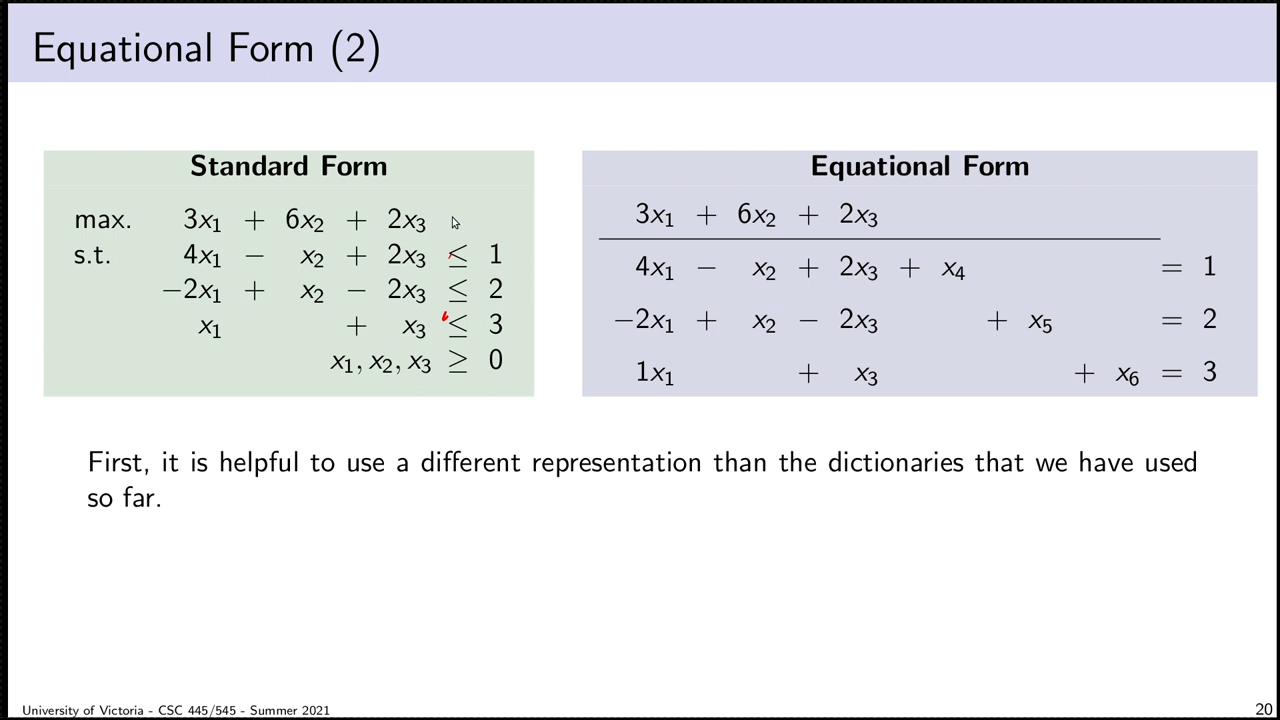 Equational Form (2)
Standard Form
max. 3x₁ + 6x₂ + 2x₃
s.t. 4x₁ − x₂ + 2x₃ ≤ 1
−2x₁ + x₂ − 2x₃ ≤ 2
x₁ + x₃ ≤ 3
x₁, x₂, x₃ ≥ 0
Equational Form
3x₁ + 6x₂ + 2x₃
4x₁ − x₂ + 2x₃ + x₄ = 1
−2x₁ + x₂ − 2x₃ + x₅ = 2
1x₁ + x₃ + x₆ = 3
First, it is helpful to use a different representation than the dictionaries that we have used
so far.
University of Victoria - CSC 445/545 - Summer 2021
20